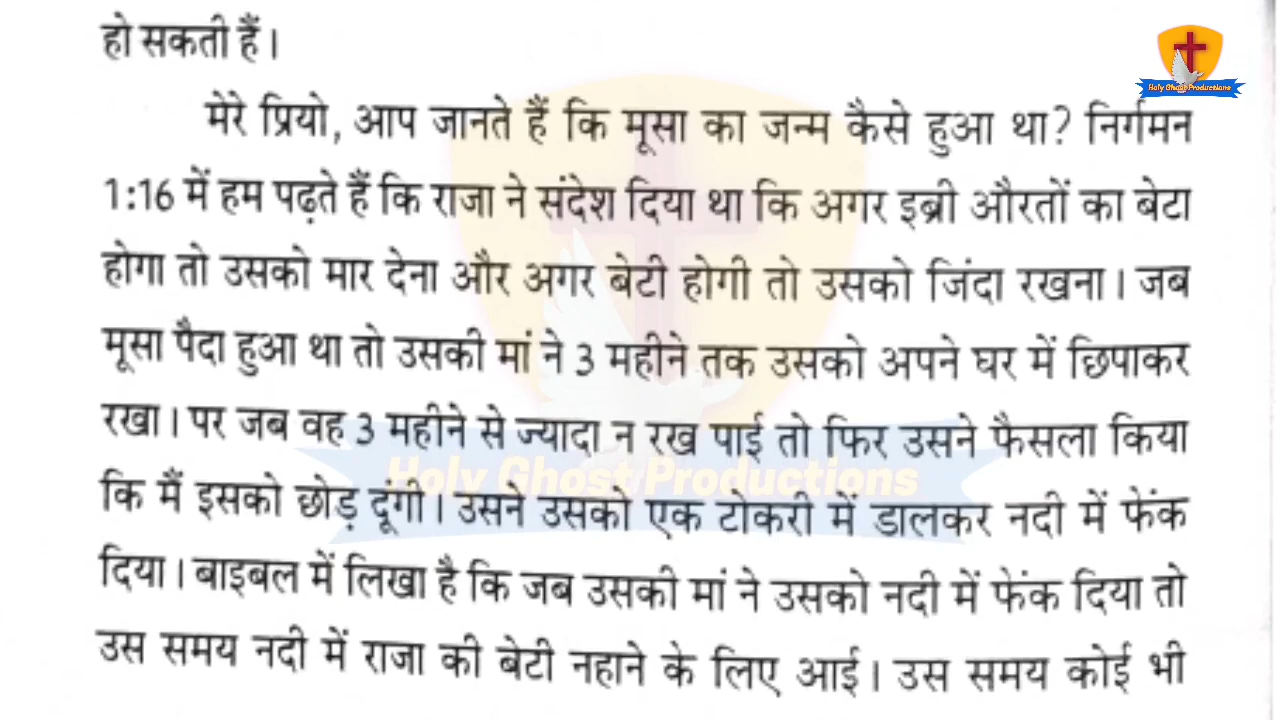 हो सकती हैं।
Holy Ghost Productions
मेरे प्रियो, आप जानते हैं कि मूसा का जन्म कैसे हुआ था? निर्गमन
1:16 में हम पढ़ते हैं कि राजा ने संदेश दिया था कि अगर इब्री औरतों का बेटा
होगा तो उसको मार देना और अगर बेटी होगी तो उसको जिंदा रखना। जब
मूसा पैदा हुआ था तो उसकी मां ने 3 महीने तक उसको अपने घर में छिपाकर
रखा। पर जब वह 3 महीने से ज्यादा न रख पाई तो फिर उसने फैसला किया
Holy Ghost Productions
कि मैं इसको छोड़ दूंगी। उसने उसको एक टोकरी में डालकर नदी में फेंक
दिया। बाइबल में लिखा है कि जब उसकी मां ने उसको नदी में फेंक दिया तो
उस समय नदी में राजा की बेटी नहाने के लिए आई। उस समय कोई भी